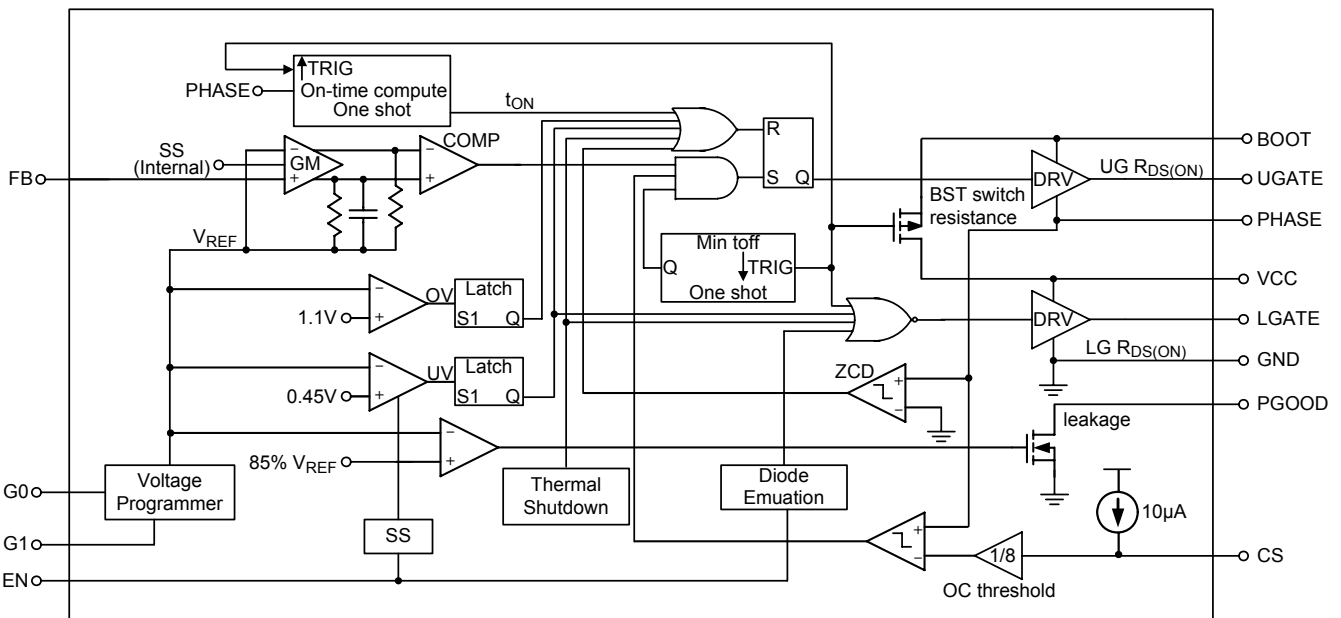 TRIG
PHASE
On-time compute
One shot
tON
R
S
Q
SS
(Internal)
GM
COMP
FB
VREF
BOOT
DRV
UG RDS(ON)
UGATE
BST switch
resistance
PHASE
Min toff
Q
TRIG
One shot
VCC
OV
Latch
S1
Q
1.1V
DRV
LGATE
LG RDS(ON)
GND
UV
Latch
S1
Q
0.45V
ZCD
PGOOD
leakage
85% VREF
Voltage
Programmer
Thermal
Shutdown
Diode
Emuation
G0
G1
SS
10µA
1/8
CS
EN
OC threshold
+
−